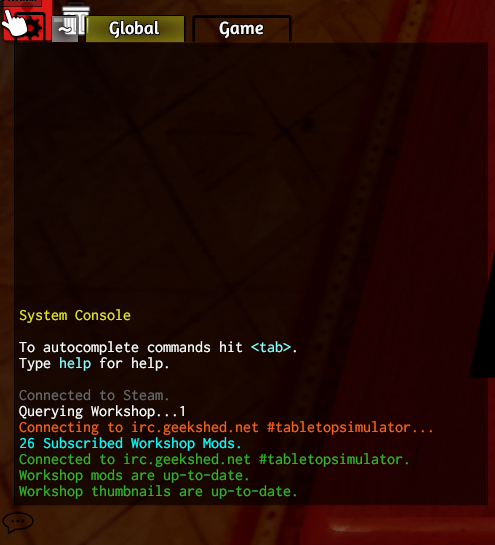 Global Game
System Console
To autocomplete commands hit <tab>.
Type help for help.
Connected to Steam.
Querying Workshop...1
Connecting to irc.geekshed.net #tabletopsimulator...
26 Subscribed Workshop Mods.
Connected to irc.geekshed.net #tabletopsimulator.
Workshop mods are up-to-date.
Workshop thumbnails are up-to-date.